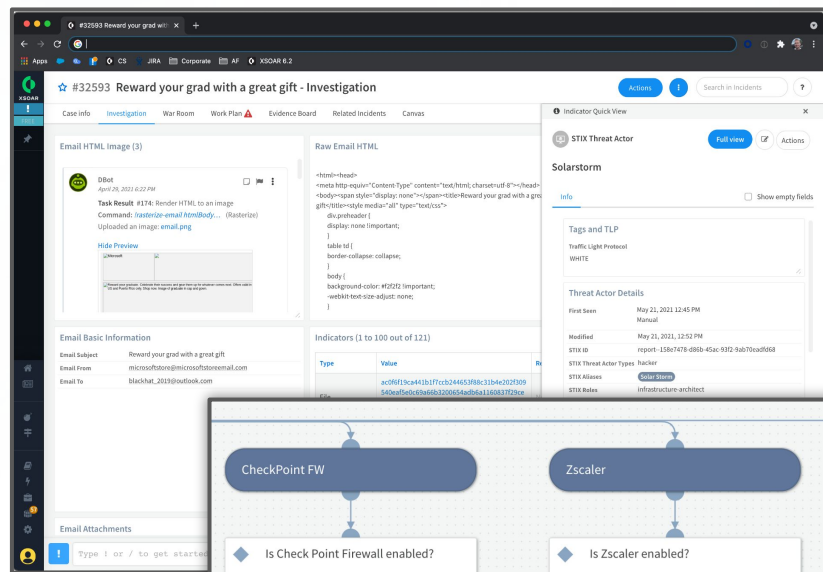 #32593 Reward your grad with
Apps
CS
JIRA
Corporate
AF
XSOAR 6.2
XSOAR
FREE
#32593 Reward your grad with a great gift - Investigation
Actions
Search in Incidents
?
Case info
Investigation
War Room
Work Plan
Evidence Board
Related Incidents
Canvas
Email HTML Image (3)
DBot
April 29, 2021 6:22 PM
Task Result #174: Render HTML to an image
Command: !rasterize-email htmlBody… (Rasterize)
Uploaded an image: email.png
Hide Preview
Microsoft
Email Basic Information
Email Subject Reward your grad with a great gift
Email From microsoftstore@microsoftstoreemail.com
Email To blackhat_2019@outlook.com
Email Attachments
! Type ! or / to get started
Raw Email HTML
<html><head>
<meta http-equiv="Content-Type" content="text/html; charset=utf-8"></head>
<body><span style="display: none"></span><title>Reward your grad with a grea
gift</title><style media="all" type="text/css">
div.preheader {
display: none !important;
}
table td {
border-collapse: collapse;
}
body {
background-color: #f2f2f2 !important;
-webkit-text-size-adjust: none;
}
Indicators (1 to 100 out of 121)
Type Value Re
File
ac0f6f19ca441b1f7ccb244653f88c31b4e202f309
540eaf5e0c69a66b3200654adb6a1160837f29ce
Indicator Quick View
STIX Threat Actor
Full view
Actions
Solarstorm
Info
Show empty fields
Tags and TLP
Traffic Light Protocol
WHITE
Threat Actor Details
First Seen May 21, 2021 12:45 PM
Manual
Modified May 21, 2021, 12:52 PM
STIX ID report--158e7478-d86b-45ac-93f2-9ab70eadfd68
STIX Threat Actor Types hacker
STIX Aliases Solar Storm
STIX Roles infrastructure-architect
CheckPoint FW
Zscaler
Is Check Point Firewall enabled?
Is Zscaler enabled?